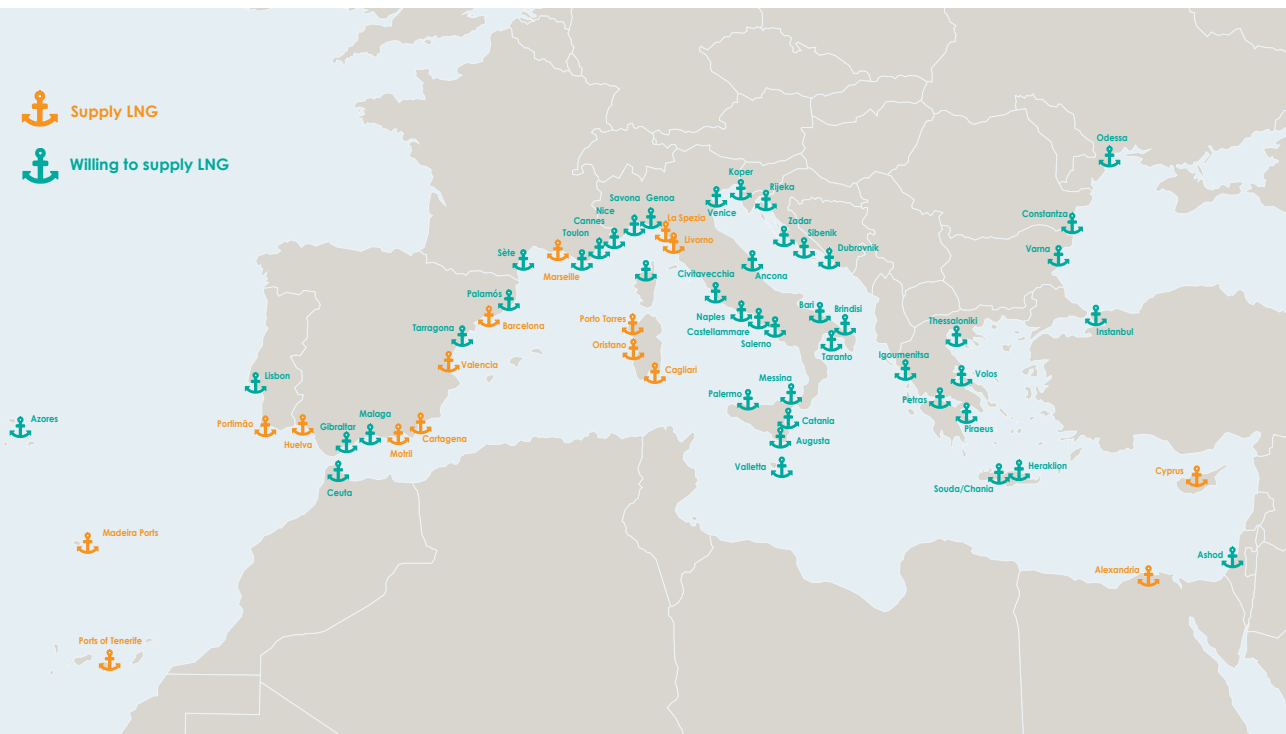 Supply LNG
Willing to supply LNG
Odessa
Constantza
Varna
Instanbul
Koper
Rijeka
Venice
Savona
Genoa
La Spezia
Livorno
Nice
Cannes
Toulon
Marseille
Sète
Zadar
Sibenik
Dubrovnik
Ancona
Civitavecchia
Palamós
Barcelona
Tarragona
Valencia
Porto Torres
Oristano
Cagliari
Naples
Castellammare
Salerno
Bari
Brindisi
Taranto
Thessaloniki
Igoumenitsa
Volos
Petras
Piraeus
Lisbon
Azores
Portimão
Huelva
Gibraltar
Malaga
Motril
Cartagena
Ceuta
Messina
Palermo
Catania
Augusta
Valletta
Heraklion
Souda/Chania
Cyprus
Madeira Ports
Ashod
Alexandria
Ports of Tenerife